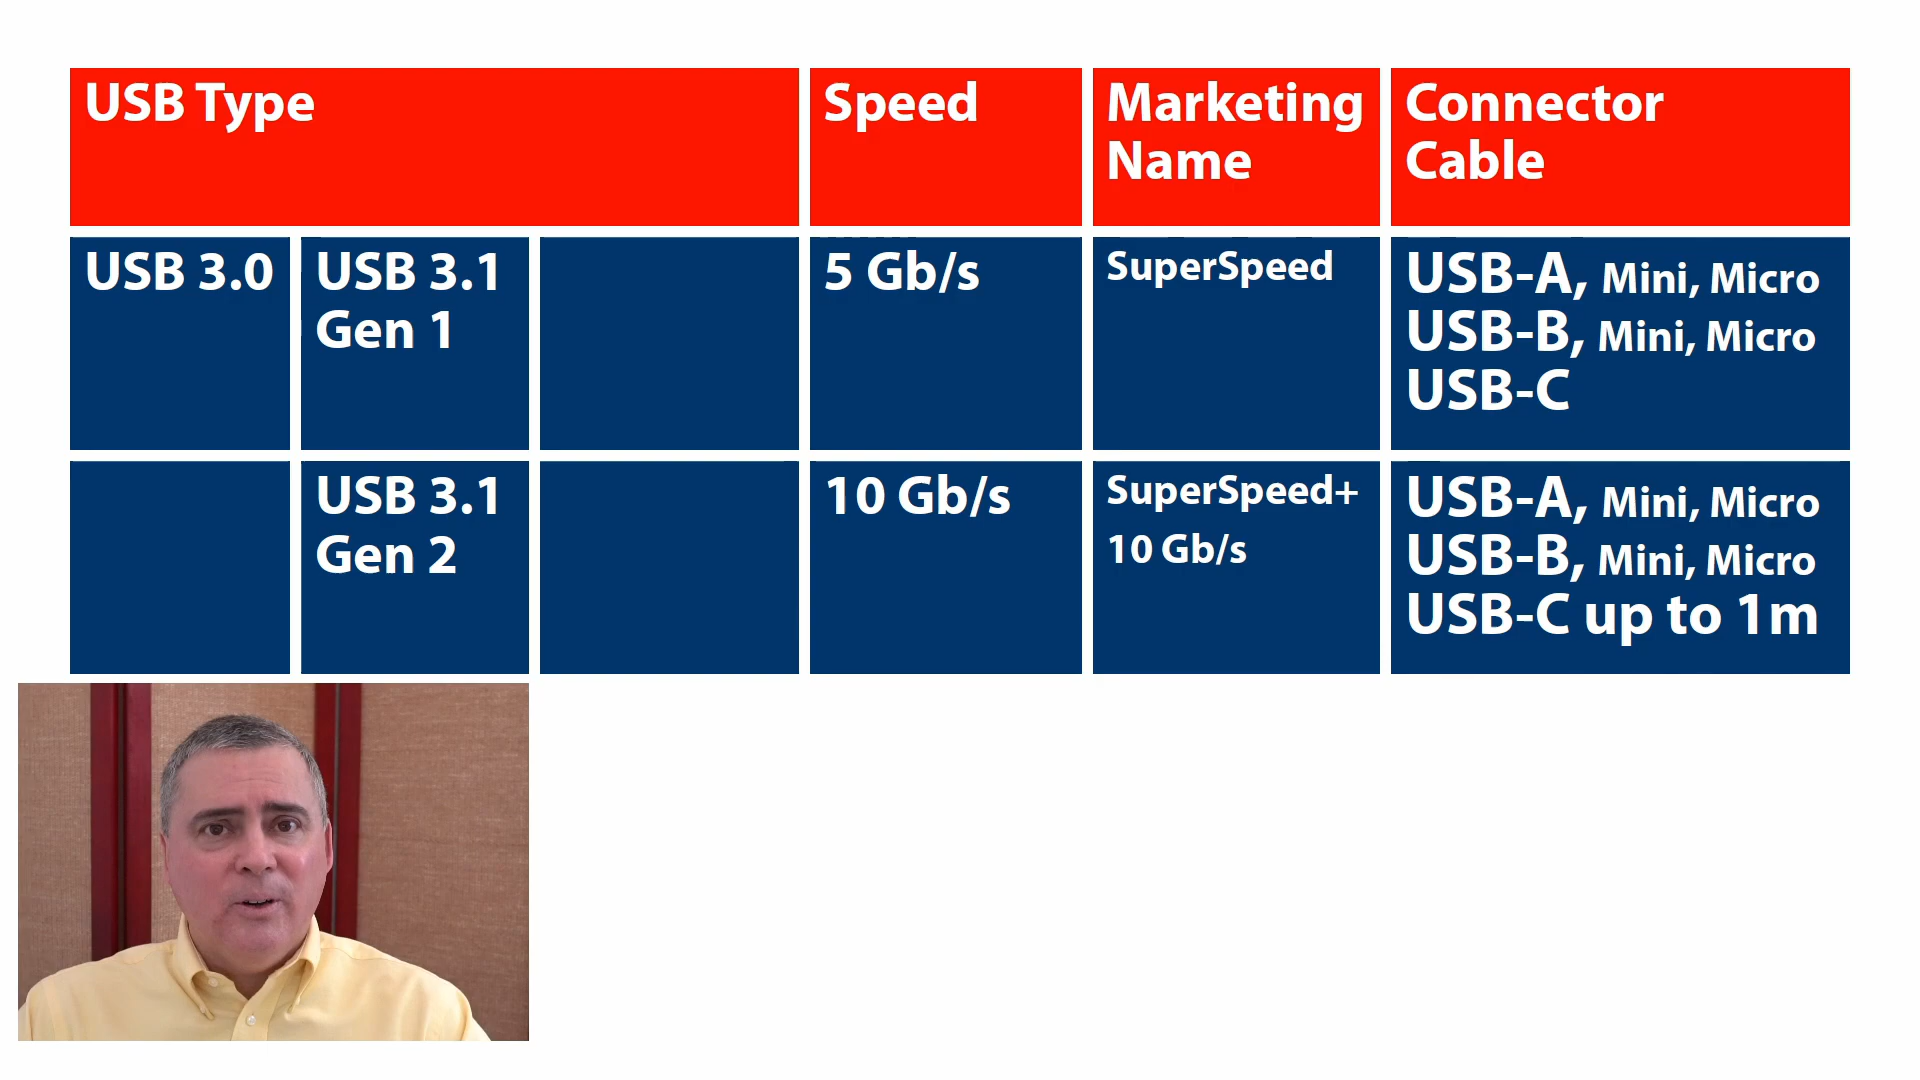 USB Type
Speed
Marketing
Name
Connector
Cable
USB 3.0
USB 3.1
Gen 1
5 Gb/s
SuperSpeed
USB-A, Mini, Micro
USB-B, Mini, Micro
USB-C
USB 3.1
Gen 2
10 Gb/s
SuperSpeed+
10 Gb/s
USB-A, Mini, Micro
USB-B, Mini, Micro
USB-C up to 1m